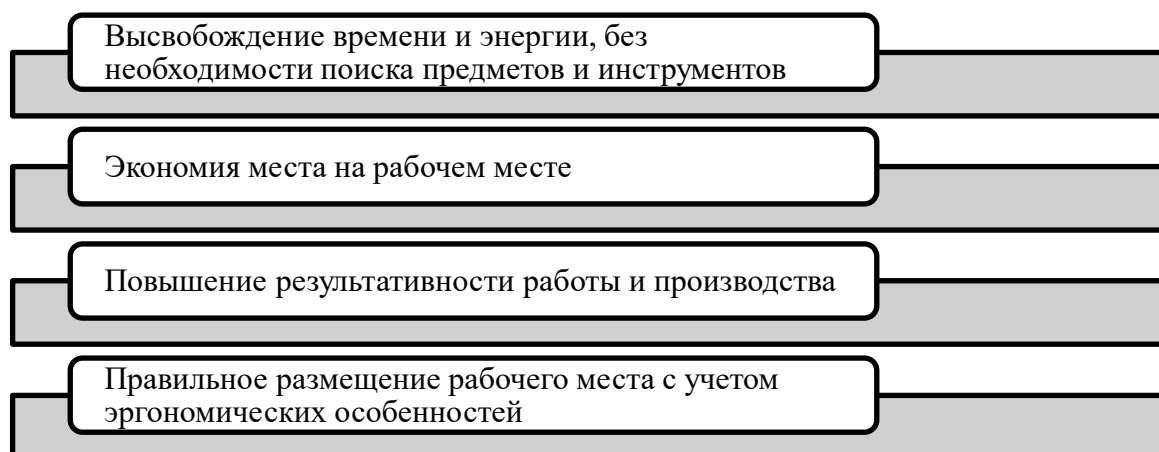 Высвобождение времени и энергии, без
необходимости поиска предметов и инструментов
Экономия места на рабочем месте
Повышение результативности работы и производства
Правильное размещение рабочего места с учетом
эргономических особенностей